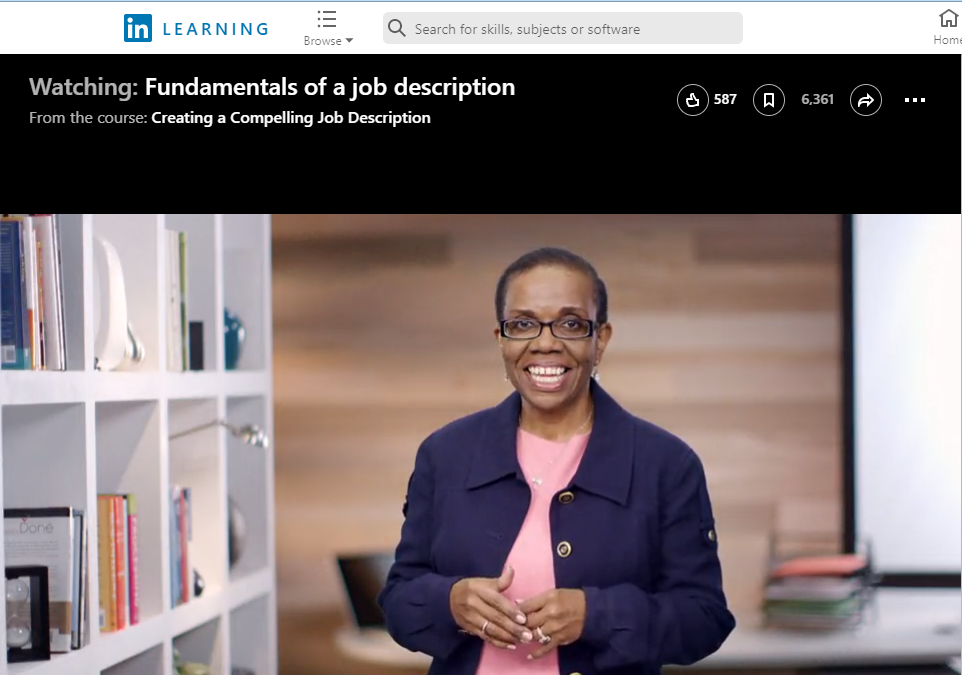 in LEARNING
Browse
Search for skills, subjects or software
Home
Watching: Fundamentals of a job description
587
6,361
From the course: Creating a Compelling Job Description
Done